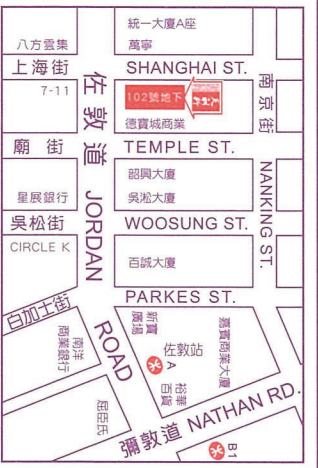 統一大廈A座
八方雲集
萬寧
上海街
SHANGHAI ST.
7-11
102號地下
德寶城商業
南京街
NANKING ST.
佐敦道
JORDAN ROAD
廟街
TEMPLE ST.
韶興大廈
吳淞大廈
星展銀行
吳松街
WOOSUNG ST.
CIRCLE K
百誠大廈
PARKES ST.
白加士街
新寶廣場
佐敦站
A
嘉賓商業大廈
裕華百貨
南洋商業銀行
屈臣氏
彌敦道 NATHAN RD.
B1